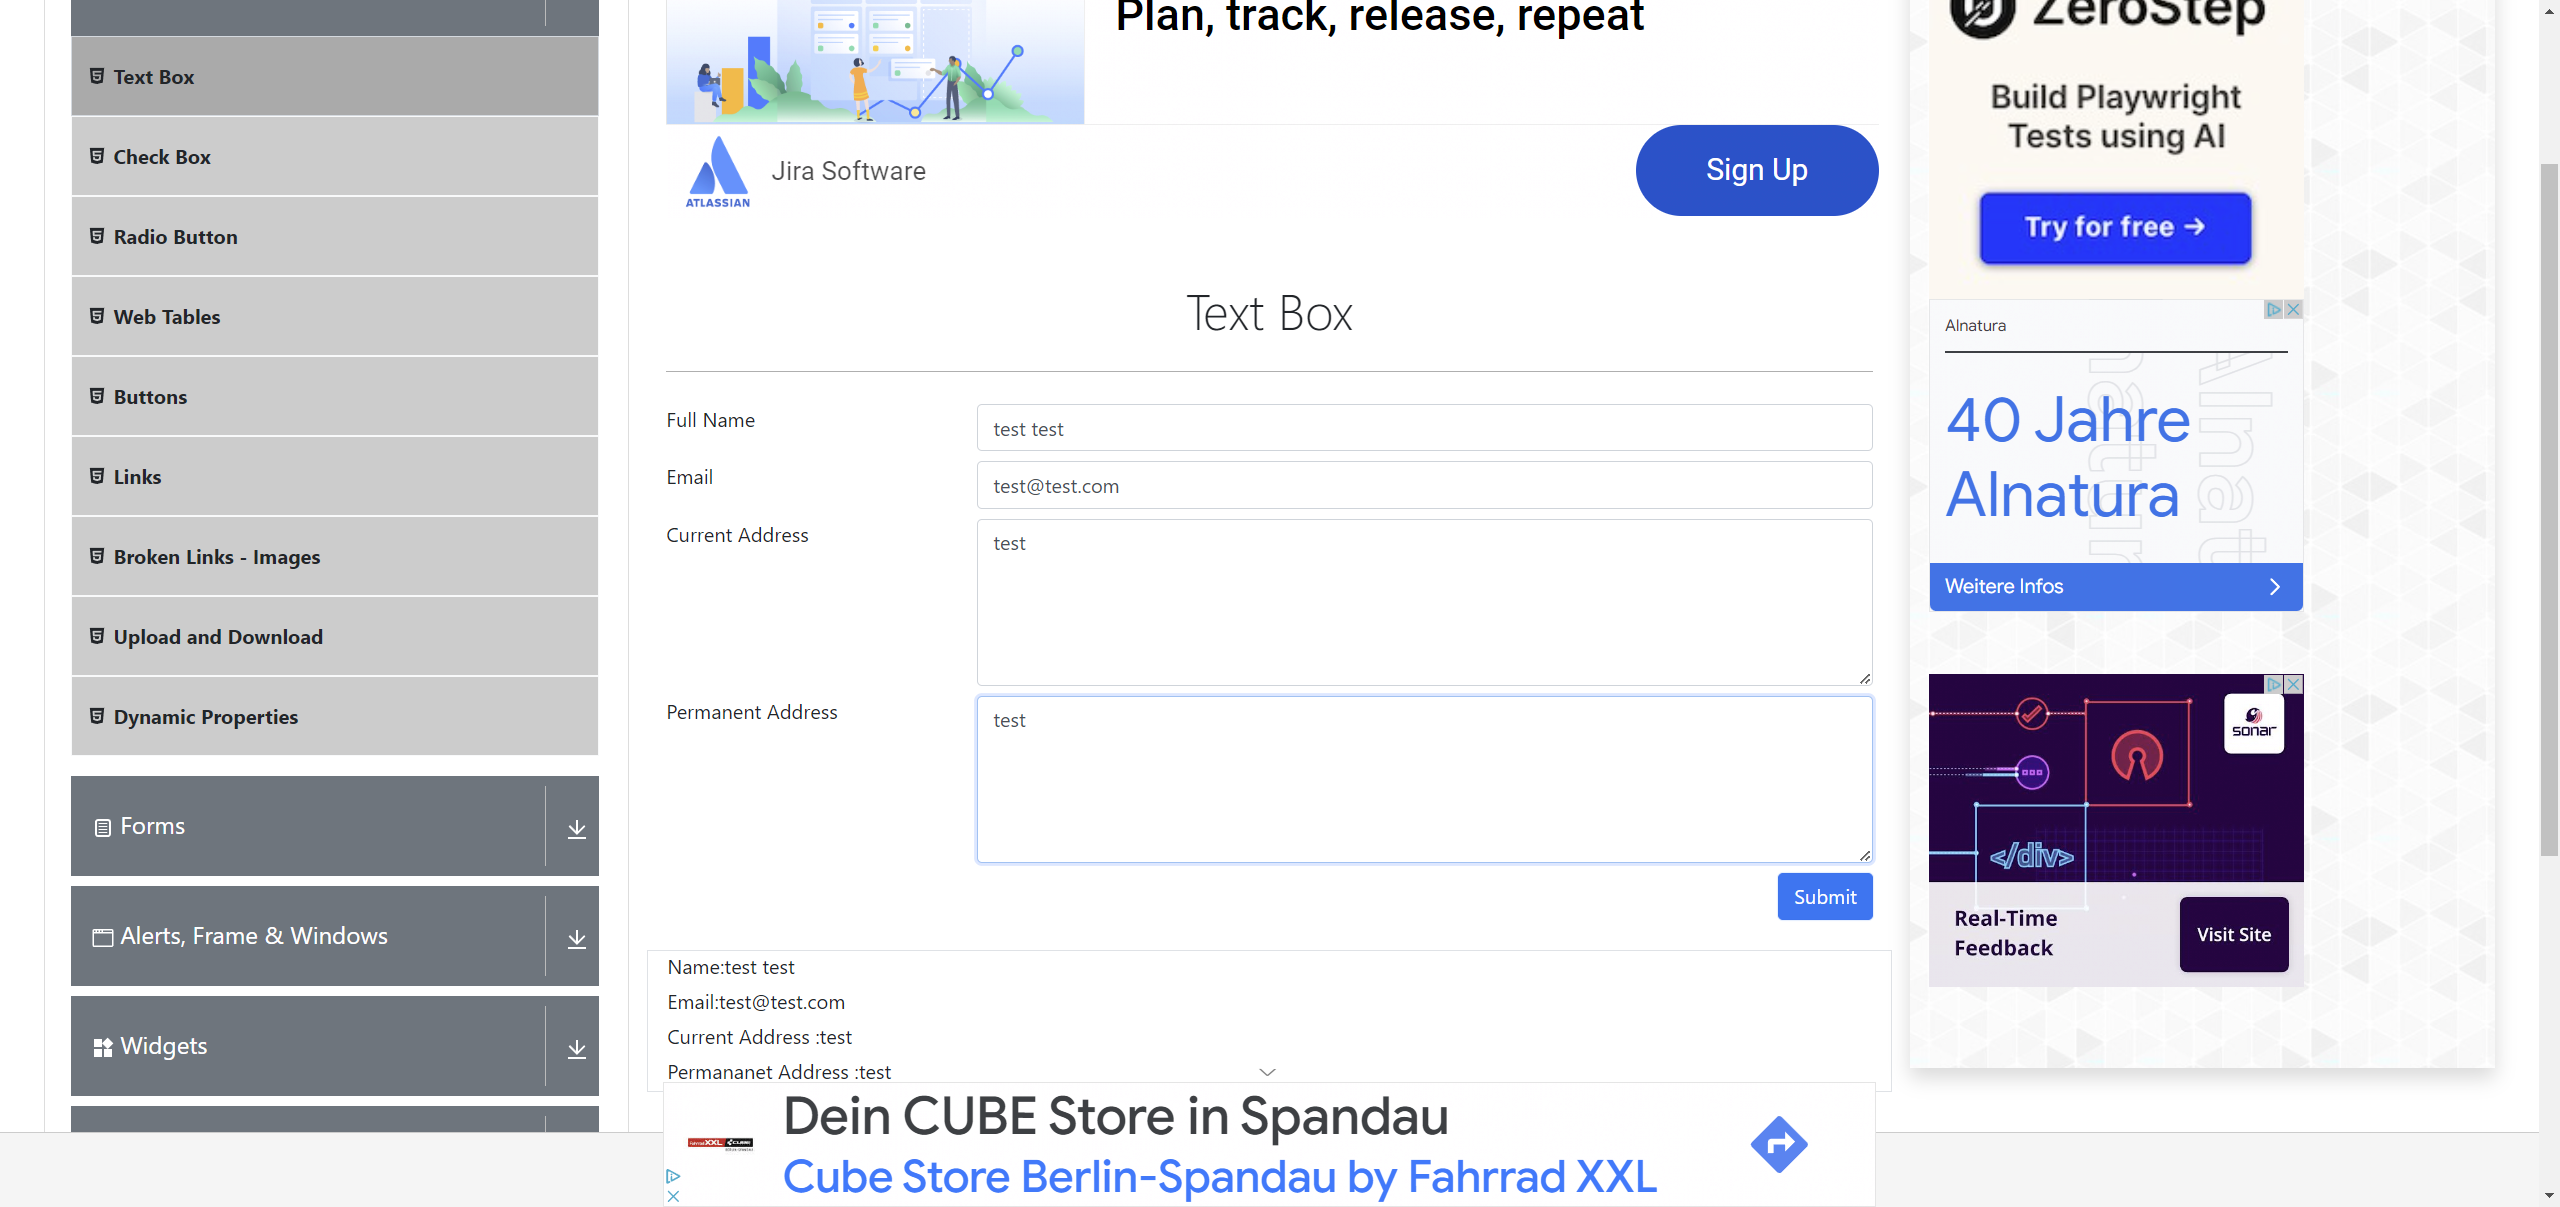 Text Box
Check Box
Radio Button
Web Tables
Buttons
Links
Broken Links - Images
Upload and Download
Dynamic Properties
Forms
Alerts, Frame & Windows
Widgets
Plan, track, release, repeat
ATLASSIAN
Jira Software
Sign Up
Text Box
Full Name
test test
Email
test@test.com
Current Address
test
Permanent Address
test
Submit
Name:test test
Email:test@test.com
Current Address :test
Permananet Address :test
Dein CUBE Store in Spandau
Cube Store Berlin-Spandau by Fahrrad XXL
ZeroStep
Build Playwright
Tests using AI
Try for free →
Alnatura
40 Jahre
Alnatura
Weitere Infos
sonar
</div>
Real-Time
Feedback
Visit Site